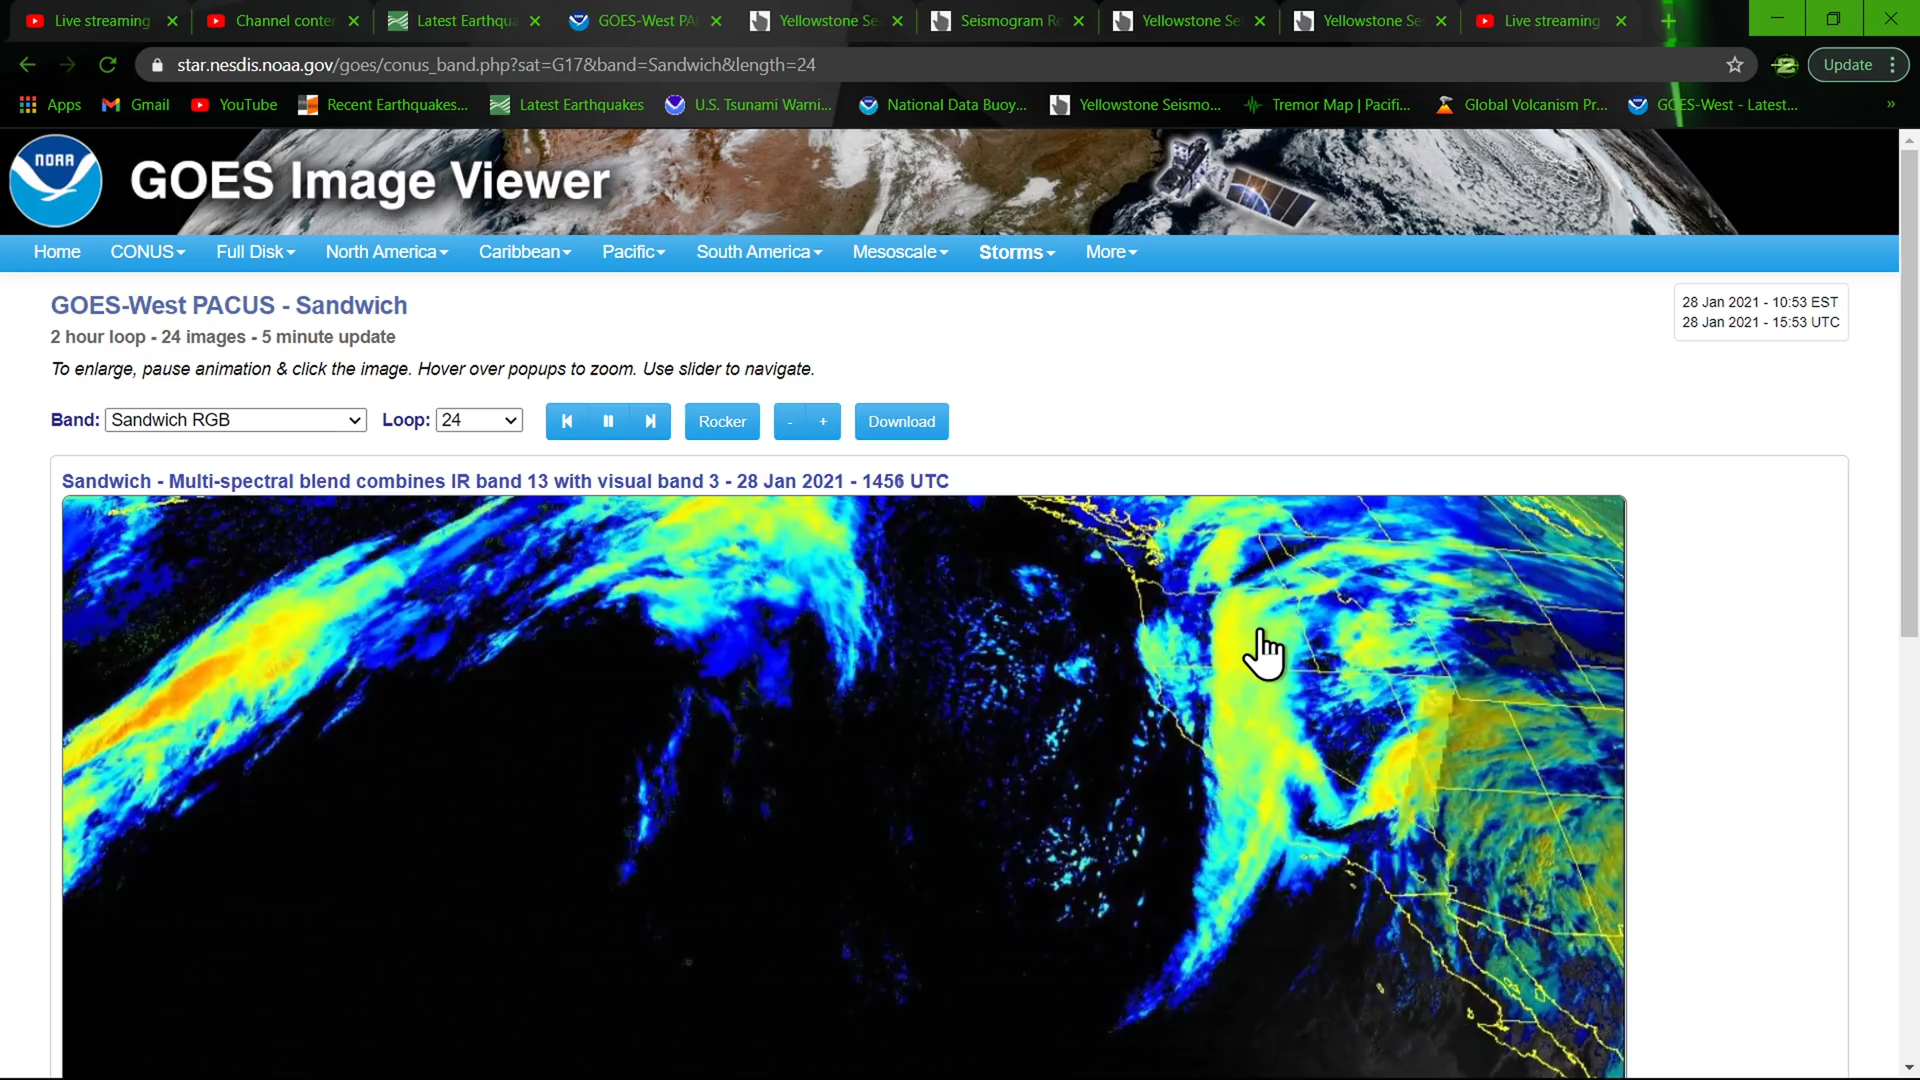 Live streaming
Channel conter
Latest Earthqua
GOES-West PA
Yellowstone Se
Seismogram Re
Yellowstone Se
Yellowstone Se
Live streaming
star.nesdis.noaa.gov/goes/conus_band.php?sat=G17&band=Sandwich&length=24
Update
Apps
Gmail
YouTube
Recent Earthquakes...
Latest Earthquakes
U.S. Tsunami Warni...
National Data Buoy...
Yellowstone Seismo...
Tremor Map | Pacifi...
Global Volcanism Pr...
GOES-West - Latest...
NOAA
GOES Image Viewer
Home
CONUS
Full Disk
North America
Caribbean
Pacific
South America
Mesoscale
Storms
More
GOES-West PACUS - Sandwich
28 Jan 2021 - 10:53 EST
28 Jan 2021 - 15:53 UTC
2 hour loop - 24 images - 5 minute update
To enlarge, pause animation & click the image. Hover over popups to zoom. Use slider to navigate.
Band: Sandwich RGB
Loop: 24
Rocker
- +
Download
Sandwich - Multi-spectral blend combines IR band 13 with visual band 3 - 28 Jan 2021 - 1456 UTC